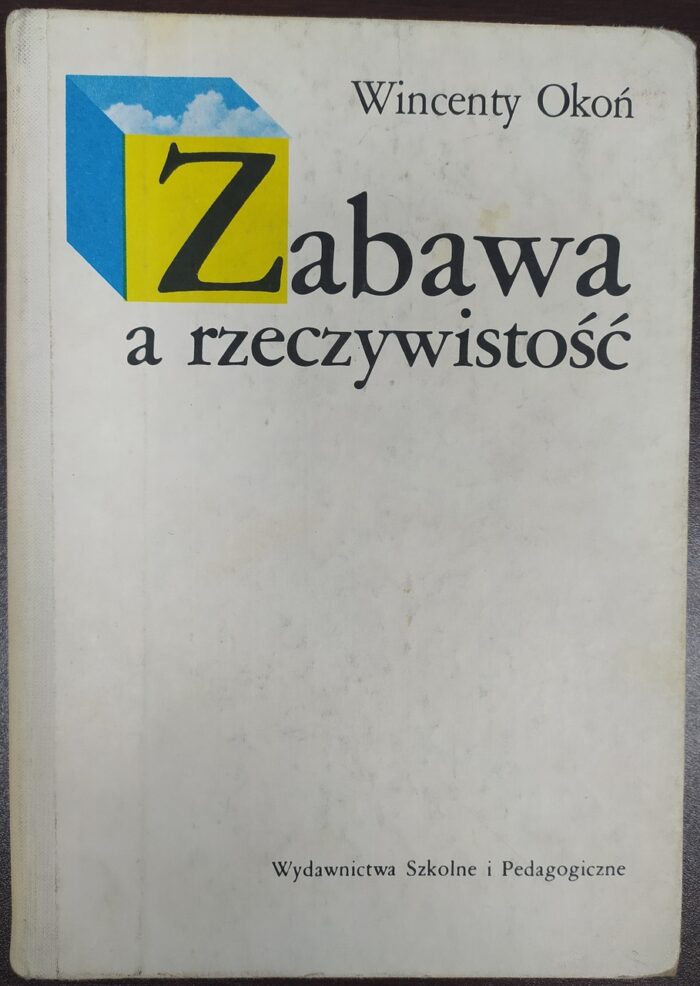 Wincenty Okoń
Zabawa
a rzeczywistość
Wydawnictwa Szkolne i Pedagogiczne